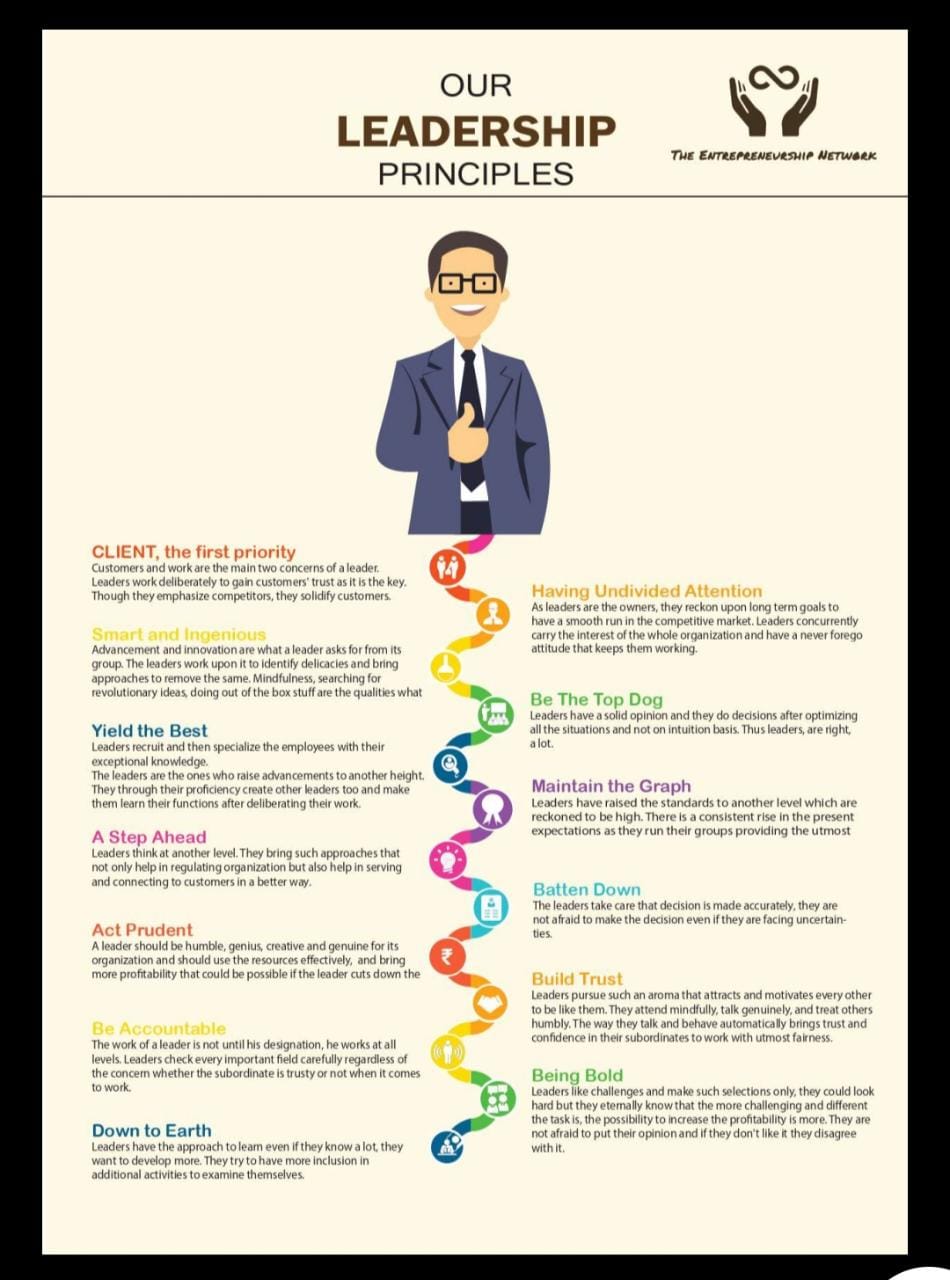 OUR
LEADERSHIP
PRINCIPLES
THE ENTREPRENEURSHIP NETWORK
CLIENT, the first priority
Customers and work are the main two concerns of a leader.
Leaders work deliberately to gain customers' trust as it is the key.
Though they emphasize competitors, they solidify customers.
Having Undivided Attention
As leaders are the owners, they reckon upon long term goals to
have a smooth run in the competitive market. Leaders concurrently
carry the interest of the whole organization and have a never forego
attitude that keeps them working.
Smart and Ingenious
Advancement and innovation are what a leader asks for from its
group. The leaders work upon it to identify delicacies and bring
approaches to remove the same. Mindfulness, searching for
revolutionary ideas, doing out of the box stuff are the qualities what
Be The Top Dog
Leaders have a solid opinion and they do decisions after optimizing
all the situations and not on intuition basis. Thus leaders, are right,
a lot.
Yield the Best
Leaders recruit and then specialize the employees with their
exceptional knowledge.
The leaders are the ones who raise advancements to another height.
They through their proficiency create other leaders too and make
them learn their functions after deliberating their work.
Maintain the Graph
Leaders have raised the standards to another level which are
reckoned to be high. There is a consistent rise in the present
expectations as they run their groups providing the utmost
A Step Ahead
Leaders think at another level. They bring such approaches that
not only help in regulating organization but also help in serving
and connecting to customers in a better way.
Batten Down
The leaders take care that decision is made accurately, they are
not afraid to make the decision even if they are facing uncertain-
ties.
Act Prudent
A leader should be humble, genius, creative and genuine for its
organization and should use the resources effectively, and bring
more profitability that could be possible if the leader cuts down the
₹
Build Trust
Leaders pursue such an aroma that attracts and motivates every other
to be like them. They attend mindfully, talk genuinely, and treat others
humbly. The way they talk and behave automatically brings trust and
confidence in their subordinates to work with utmost fairness.
Be Accountable
The work of a leader is not until his designation, he works at all
levels. Leaders check every important field carefully regardless of
the concern whether the subordinate is trusty or not when it comes
to work.
Being Bold
Leaders like challenges and make such selections only, they could look
hard but they eternally know that the more challenging and different
the task is, the possibility to increase the profitability is more. They are
not afraid to put their opinion and if they don't like it they disagree
with it.
Down to Earth
Leaders have the approach to learn even if they know a lot, they
want to develop more. They try to have more inclusion in
additional activities to examine themselves.